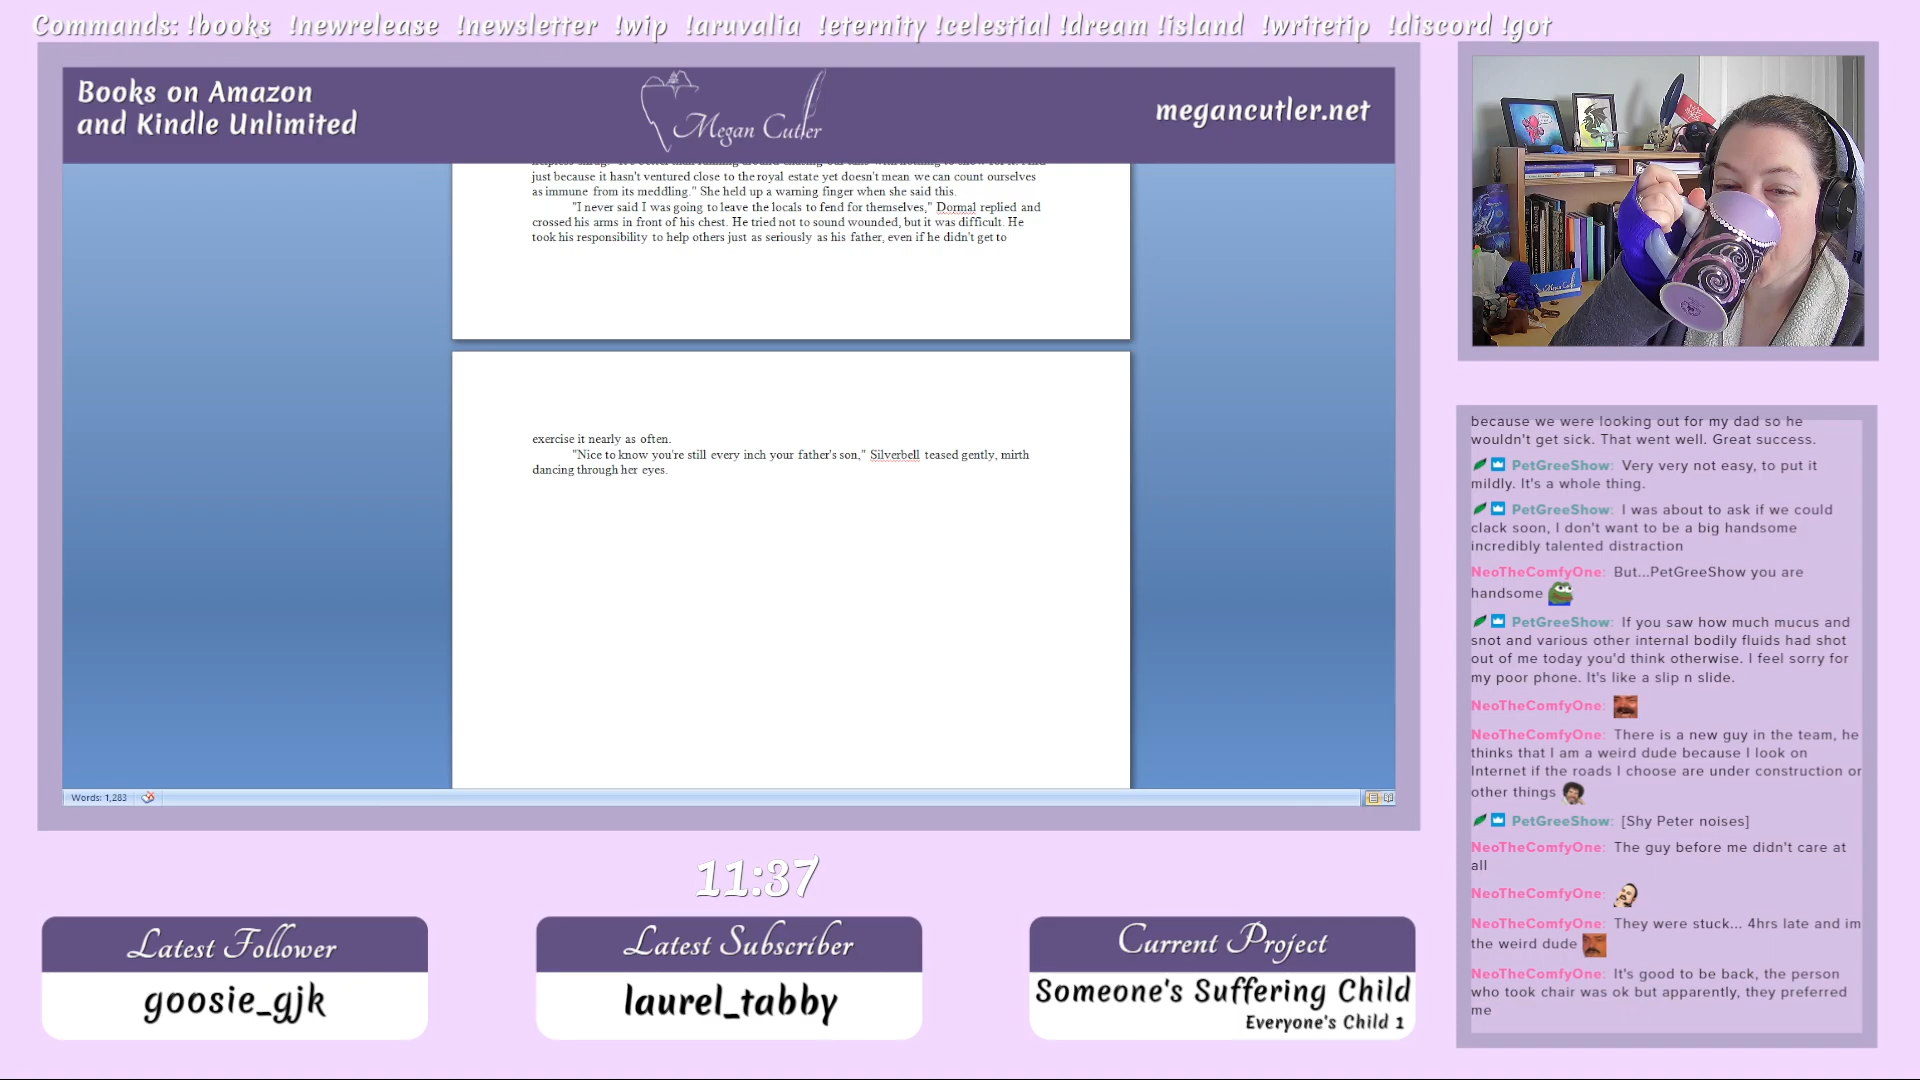 Commands: !books !newrelease !newsletter !wip !aruvalia !eternity !celestial !dream !island !writetip !discord !got
Books on Amazon
and Kindle Unlimited
Megan Cutler
megancutler.net
just because it hasn't ventured close to the royal estate yet doesn't mean we can count ourselves
as immune from its meddling." She held up a warning finger when she said this.
"I never said I was going to leave the locals to fend for themselves," Dormal replied and
crossed his arms in front of his chest. He tried not to sound wounded, but it was difficult. He
took his responsibility to help others just as seriously as his father, even if he didn't get to
exercise it nearly as often.
"Nice to know you're still every inch your father's son," Silverbell teased gently, mirth
dancing through her eyes.
Words: 1,283
11:37
Latest Follower
goosie_gjk
Latest Subscriber
laurel_tabby
Current Project
Someone's Suffering Child
Everyone's Child 1
because we were looking out for my dad so he
wouldn't get sick. That went well. Great success.
PetGreeShow: Very very not easy, to put it
mildly. It's a whole thing.
PetGreeShow: I was about to ask if we could
clack soon, I don't want to be a big handsome
incredibly talented distraction
NeoTheComfyOne: But...PetGreeShow you are
handsome
PetGreeShow: If you saw how much mucus and
snot and various other internal bodily fluids had shot
out of me today you'd think otherwise. I feel sorry for
my poor phone. It's like a slip n slide.
NeoTheComfyOne:
NeoTheComfyOne: There is a new guy in the team, he
thinks that I am a weird dude because I look on
Internet if the roads I choose are under construction or
other things
PetGreeShow: [Shy Peter noises]
NeoTheComfyOne: The guy before me didn't care at
all
NeoTheComfyOne:
NeoTheComfyOne: They were stuck... 4hrs late and im
the weird dude
NeoTheComfyOne: It's good to be back, the person
who took chair was ok but apparently, they preferred
me